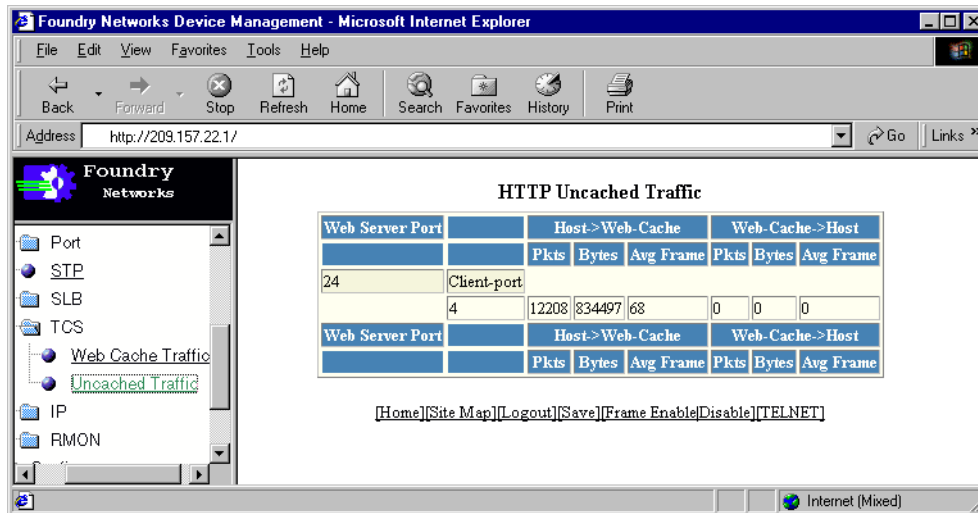 Foundry Networks Device Management - Microsoft Internet Explorer
File Edit View Favorites Tools Help
Back Forward Stop Refresh Home Search Favorites History Print
Address http://209.157.22.1/ Go Links »
Foundry
Networks
Port
STP
SLB
TCS
Web Cache Traffic
Uncached Traffic
IP
RMON
HTTP Uncached Traffic
Web Server Port Host->Web-Cache Web-Cache->Host
Pkts Bytes Avg Frame Pkts Bytes Avg Frame
24 Client-port
4 12208 834497 68 0 0 0
Web Server Port Host->Web-Cache Web-Cache->Host
Pkts Bytes Avg Frame Pkts Bytes Avg Frame
[Home][Site Map][Logout][Save][Frame Enable|Disable][TELNET]
Internet (Mixed)